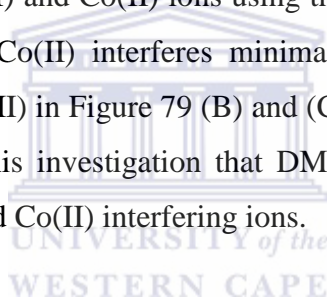 I) and Co(II) ions using th
Co(II) interferes minima
II) in Figure 79 (B) and (C
is investigation that DM
d Co(II) interfering ions.
UNIVERSITY of the
WESTERN CAPE